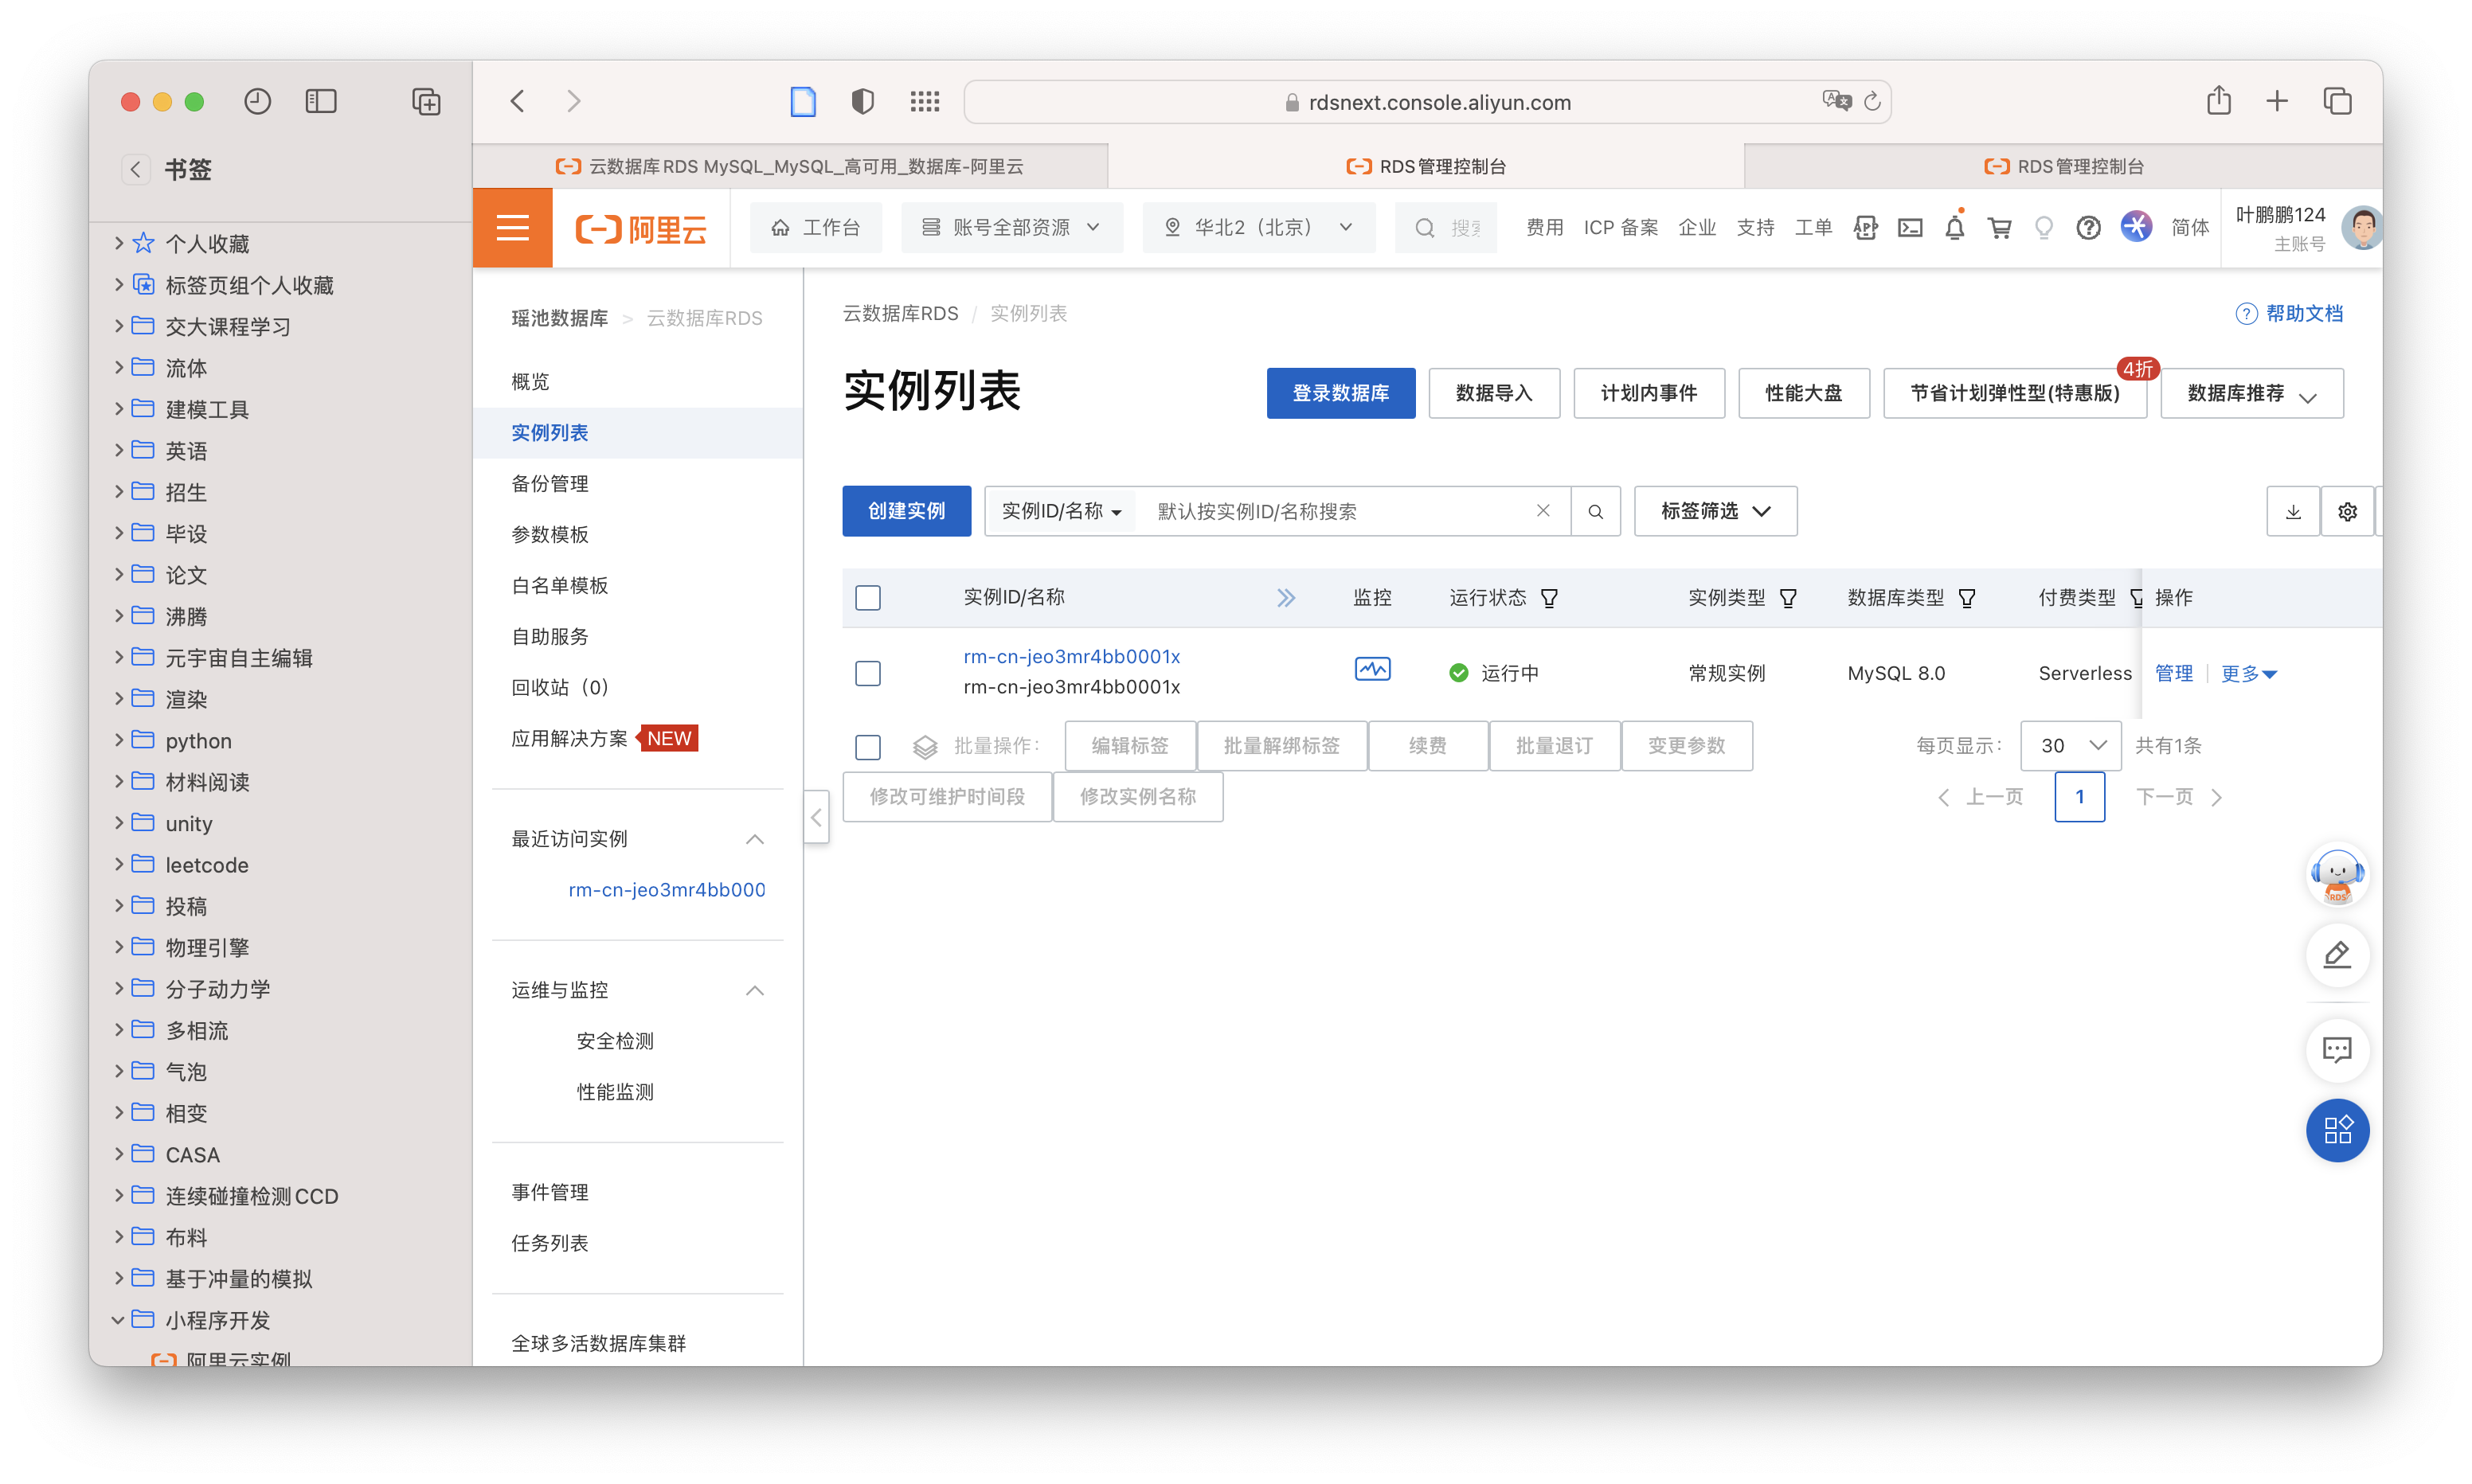 rdsnext.console.aliyun.com
书签
云数据库RDS MySQL_MySQL_高可用_数据库-阿里云
RDS管理控制台
RDS管理控制台
阿里云
工作台
账号全部资源
华北2（北京）
费用
ICP 备案
企业
支持
工单
APP
简体
叶鹏鹏124
主账号
个人收藏
标签页组个人收藏
交大课程学习
流体
建模工具
英语
招生
毕设
论文
沸腾
元宇宙自主编辑
渲染
python
材料阅读
unity
leetcode
投稿
物理引擎
分子动力学
多相流
气泡
相变
CASA
连续碰撞检测CCD
布料
基于冲量的模拟
小程序开发
阿里云实例
瑶池数据库 > 云数据库RDS
概览
实例列表
备份管理
参数模板
白名单模板
自助服务
回收站（0）
应用解决方案 NEW
最近访问实例
rm-cn-jeo3mr4bb000
运维与监控
安全检测
性能监测
事件管理
任务列表
全球多活数据库集群
云数据库RDS / 实例列表
帮助文档
实例列表
登录数据库
数据导入
计划内事件
性能大盘
节省计划弹性型(特惠版)
4折
数据库推荐
创建实例
实例ID/名称
默认按实例ID/名称搜索
标签筛选
实例ID/名称
监控
运行状态
实例类型
数据库类型
付费类型
操作
rm-cn-jeo3mr4bb0001x
rm-cn-jeo3mr4bb0001x
运行中
常规实例
MySQL 8.0
Serverless
管理
更多
批量操作：
编辑标签
批量解绑标签
续费
批量退订
变更参数
每页显示：
30
共有1条
修改可维护时间段
修改实例名称
上一页
1
下一页
RDS